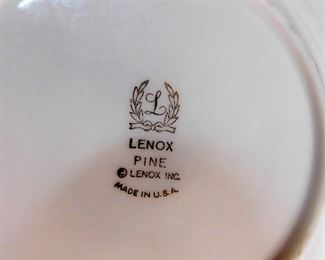 L
LENOX
PINE
© LENOX INC.
MADE IN U.S.A.